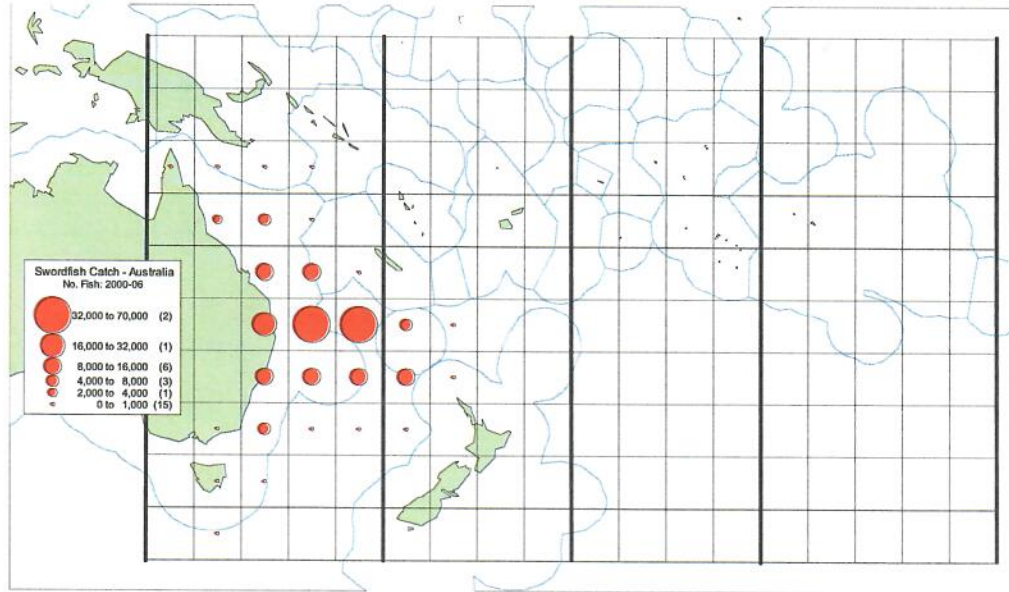 Swordfish Catch - Australia
No. Fish: 2000-06
32,000 to 70,000 (2)
16,000 to 32,000 (1)
8,000 to 16,000 (6)
4,000 to 8,000 (3)
2,000 to 4,000 (1)
0 to 1,000 (15)